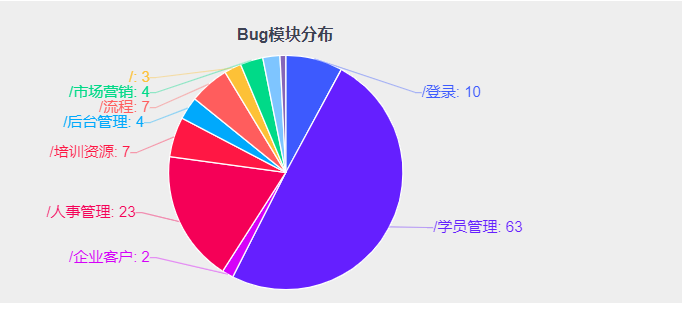 Bug模块分布
/: 3
/市场营销: 4
/登录: 10
/流程: 7
/后台管理: 4
/培训资源: 7
/人事管理: 23
/学员管理: 63
/企业客户: 2